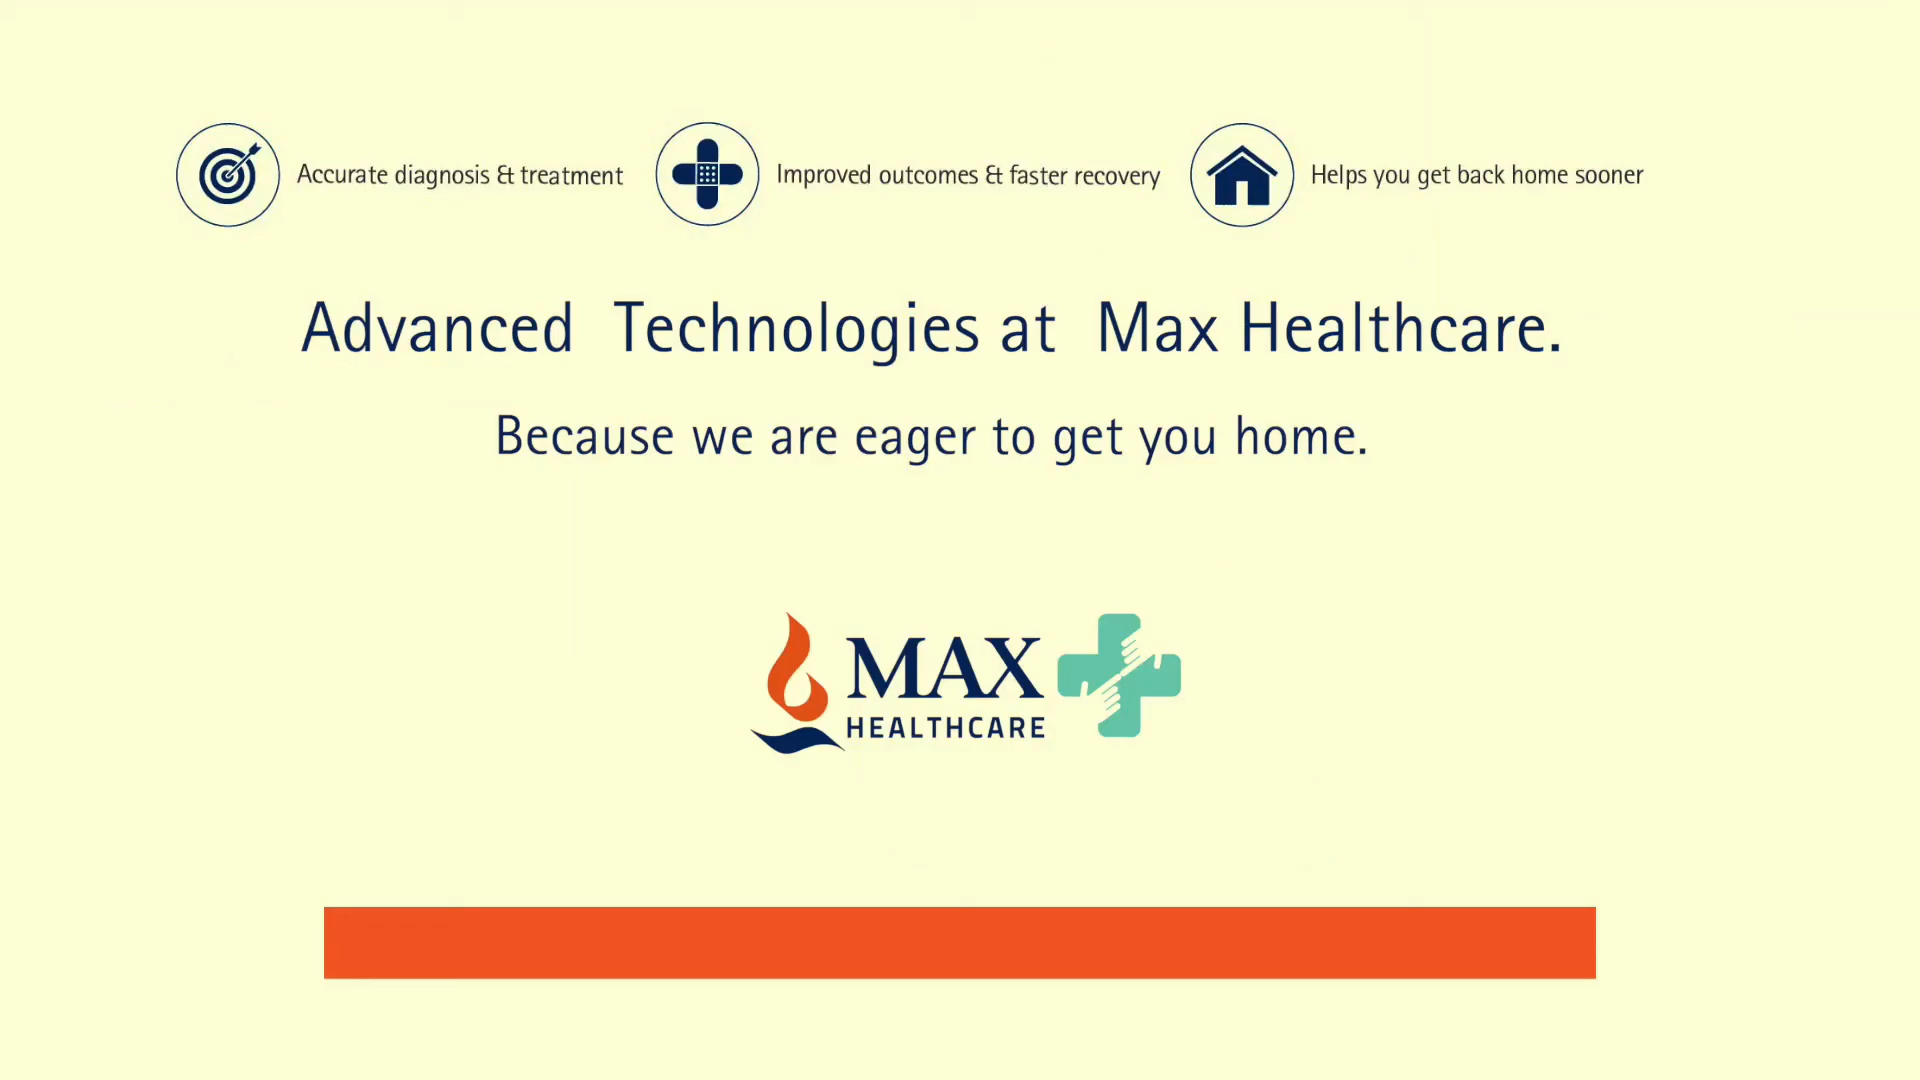 Accurate diagnosis & treatment
Improved outcomes & faster recovery
Helps you get back home sooner
Advanced Technologies at Max Healthcare.
Because we are eager to get you home.
MAX
HEALTHCARE